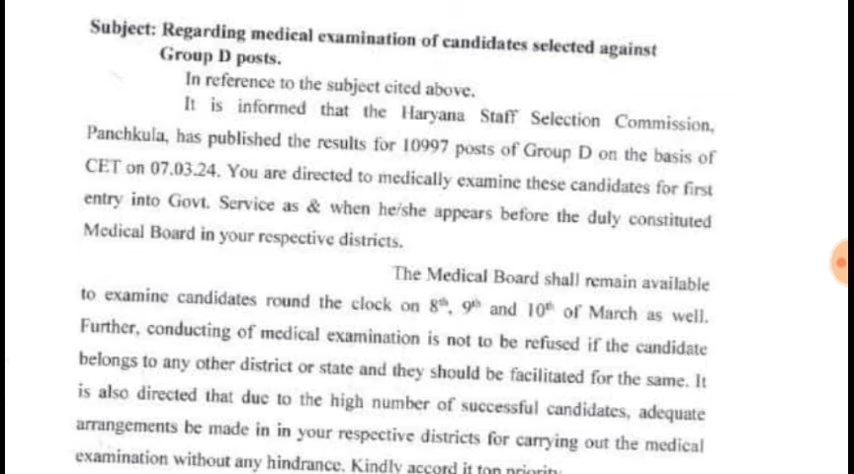 Subject: Regarding medical examination of candidates selected against
Group D posts.
In reference to the subject cited above.
It is informed that the Haryana Staff Selection Commission,
Panchkula, has published the results for 10997 posts of Group D on the basis of
CET on 07.03.24. You are directed to medically examine these candidates for first
entry into Govt. Service as & when he/she appears before the duly constituted
Medical Board in your respective districts.
The Medical Board shall remain available
to examine candidates round the clock on 8th, 9th and 10th of March as well.
Further, conducting of medical examination is not to be refused if the candidate
belongs to any other district or state and they should be facilitated for the same. It
is also directed that due to the high number of successful candidates, adequate
arrangements be made in in your respective districts for carrying out the medical
examination without any hindrance. Kindly accord it top priority